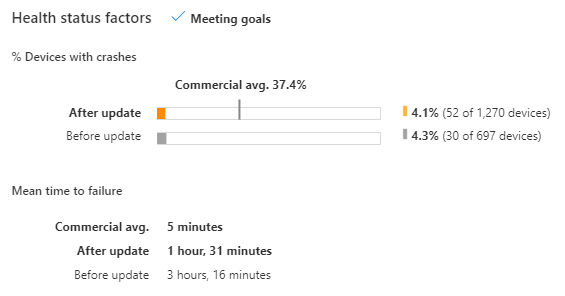 Health status factors ✓ Meeting goals
% Devices with crashes
Commercial avg. 37.4%
After update 4.1% (52 of 1,270 devices)
Before update 4.3% (30 of 697 devices)
Mean time to failure
Commercial avg. 5 minutes
After update 1 hour, 31 minutes
Before update 3 hours, 16 minutes